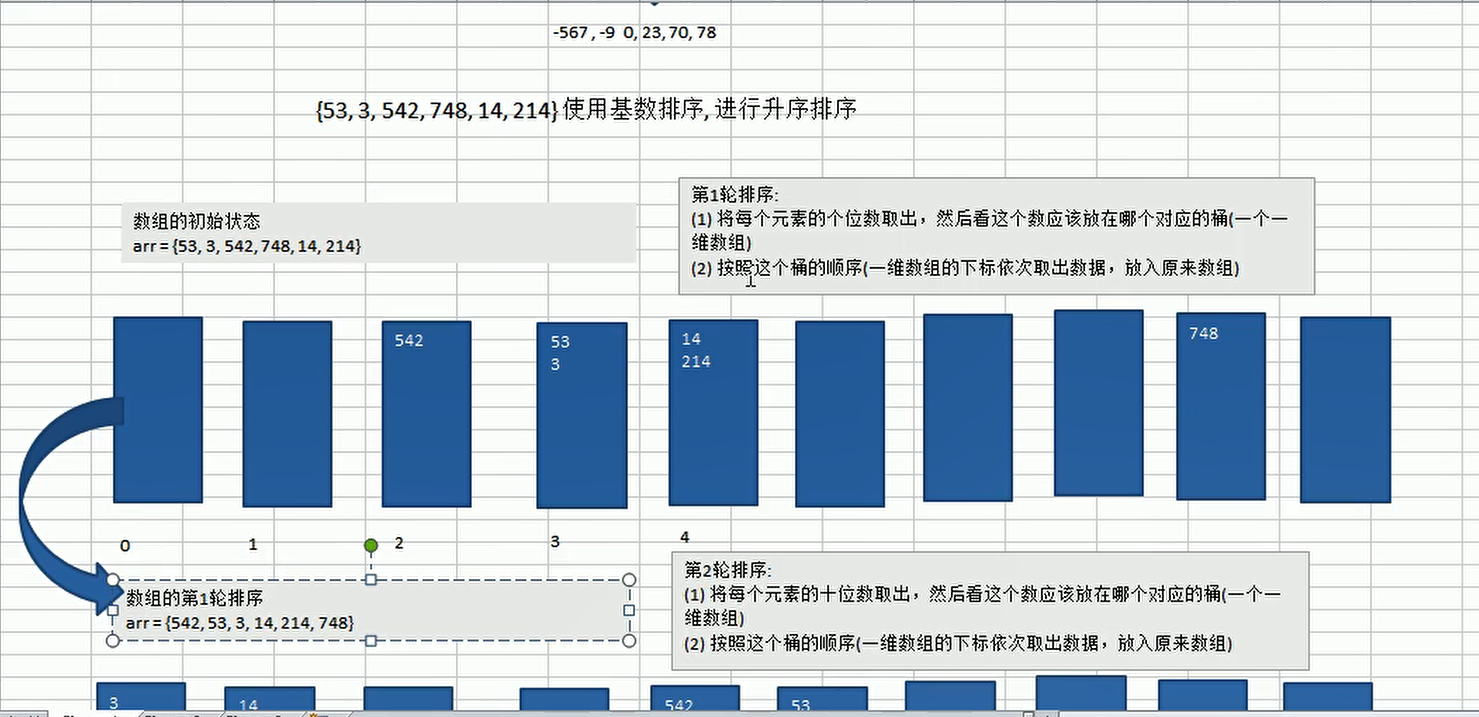 -567 , -9  0, 23, 70, 78
{53, 3, 542, 748, 14, 214} 使用基数排序, 进行升序排序
数组的初始状态
arr = {53, 3, 542, 748, 14, 214}
第1轮排序:
(1) 将每个元素的个位数取出，然后看这个数应该放在哪个对应的桶(一个一
维数组)
(2) 按照这个桶的顺序(一维数组的下标依次取出数据，放入原来数组)
542
53
3
14
214
748
0
1
2
3
4
数组的第1轮排序
arr = {542, 53, 3, 14, 214, 748}
第2轮排序:
(1) 将每个元素的十位数取出，然后看这个数应该放在哪个对应的桶(一个一
维数组)
(2) 按照这个桶的顺序(一维数组的下标依次取出数据，放入原来数组)
3
14
542
53